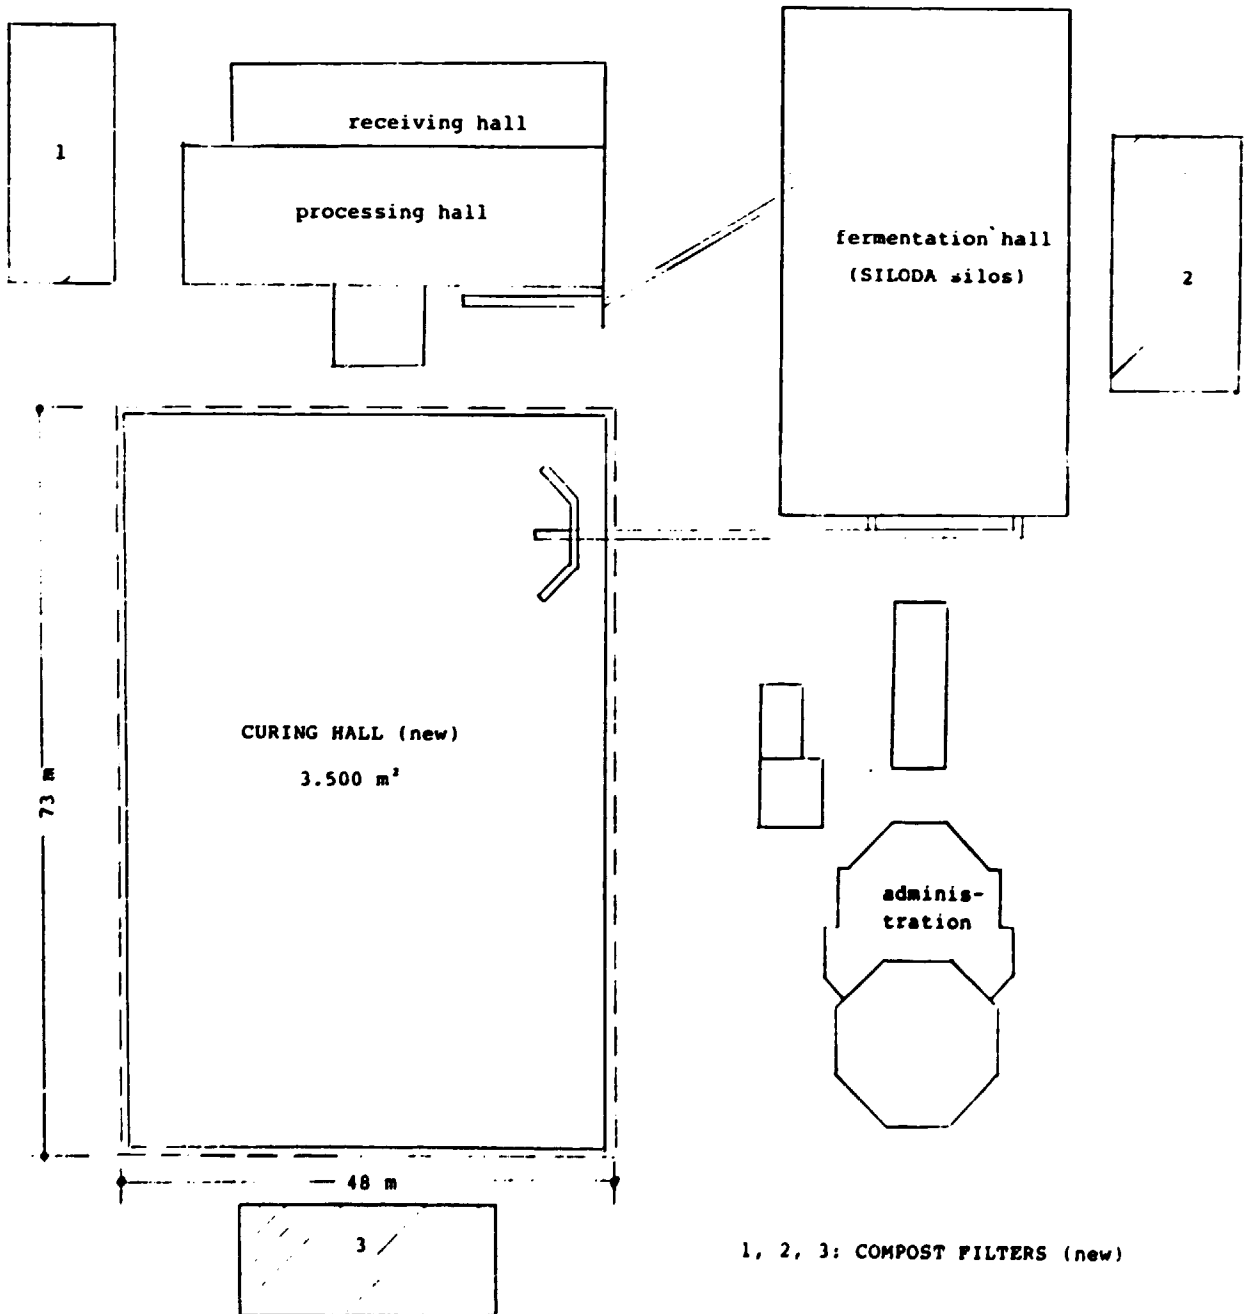 receiving hall
1
processing hall
fermentation hall
(SILODA silos)
2
CURING HALL (new)
3.500 m²
73 m
adminis-
tration
48 m
3
1, 2, 3: COMPOST FILTERS (new)